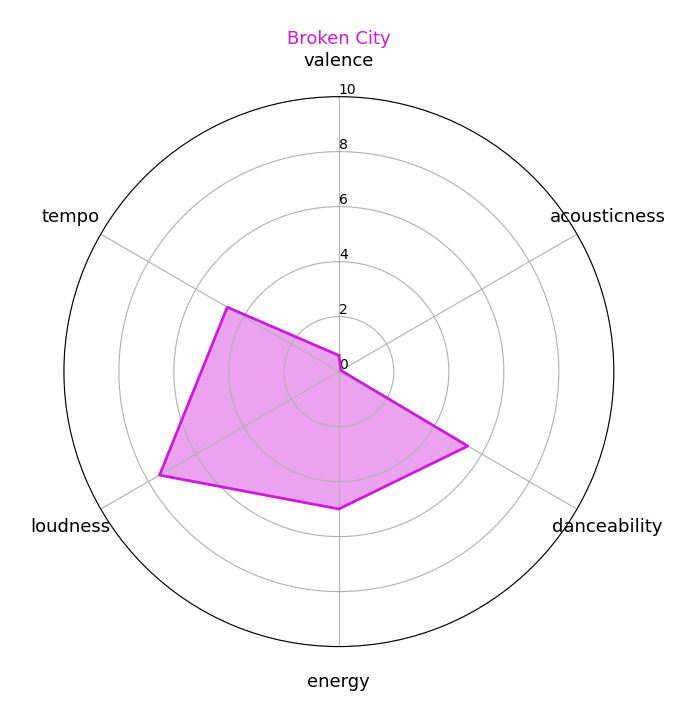 Broken City
valence
10
8
6
4
2
0
tempo
acousticness
loudness
danceability
energy